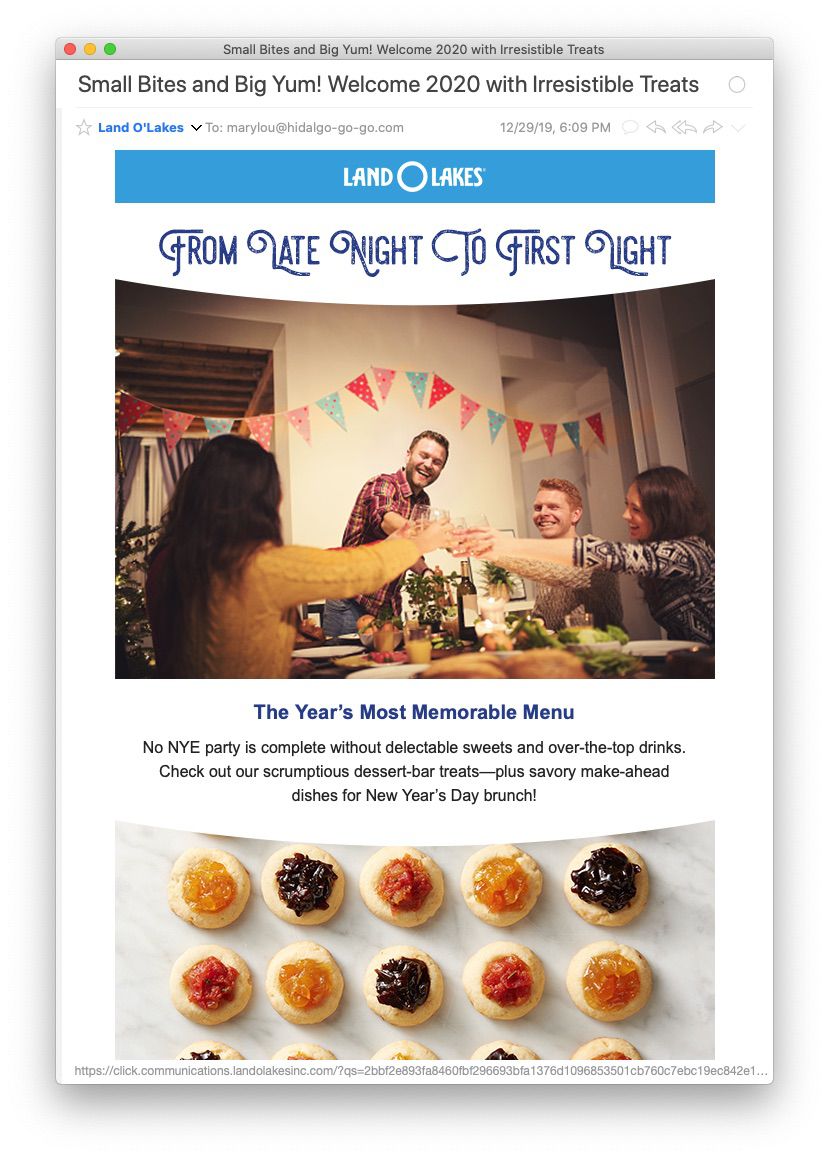 Small Bites and Big Yum! Welcome 2020 with Irresistible Treats
Small Bites and Big Yum! Welcome 2020 with Irresistible Treats
Land O'Lakes To: marylou@hidalgo-go-go.com 12/29/19, 6:09 PM
LAND O LAKES®
From Late Night To First Light
The Year’s Most Memorable Menu
No NYE party is complete without delectable sweets and over-the-top drinks.
Check out our scrumptious dessert-bar treats—plus savory make-ahead
dishes for New Year’s Day brunch!
https://click.communications.landolakesinc.com/?qs=2bbf2e893fa8460fbf296693bfa1376d1096853501cb760c7ebc19ec842e1...